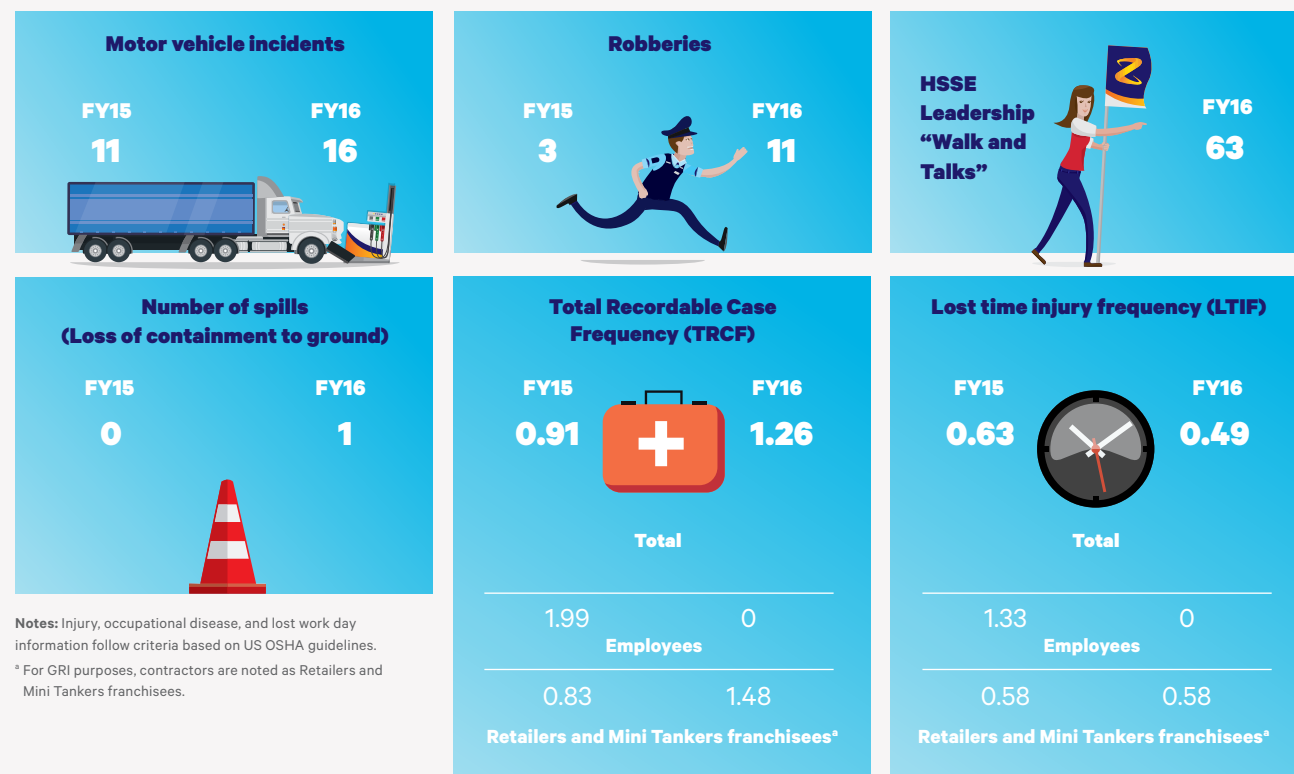 Motor vehicle incidents
FY15 FY16
11 16
Robberies
FY15 FY16
3 11
HSSE
Leadership
“Walk and
Talks”
FY16
63
Number of spills
(Loss of containment to ground)
FY15 FY16
0 1
Notes: Injury, occupational disease, and lost work day
information follow criteria based on US OSHA guidelines.
a For GRI purposes, contractors are noted as Retailers and
Mini Tankers franchisees.
Total Recordable Case
Frequency (TRCF)
FY15 FY16
0.91 1.26
Total
1.99 0
Employees
0.83 1.48
Retailers and Mini Tankers franchiseesa
Lost time injury frequency (LTIF)
FY15 FY16
0.63 0.49
Total
1.33 0
Employees
0.58 0.58
Retailers and Mini Tankers franchiseesa